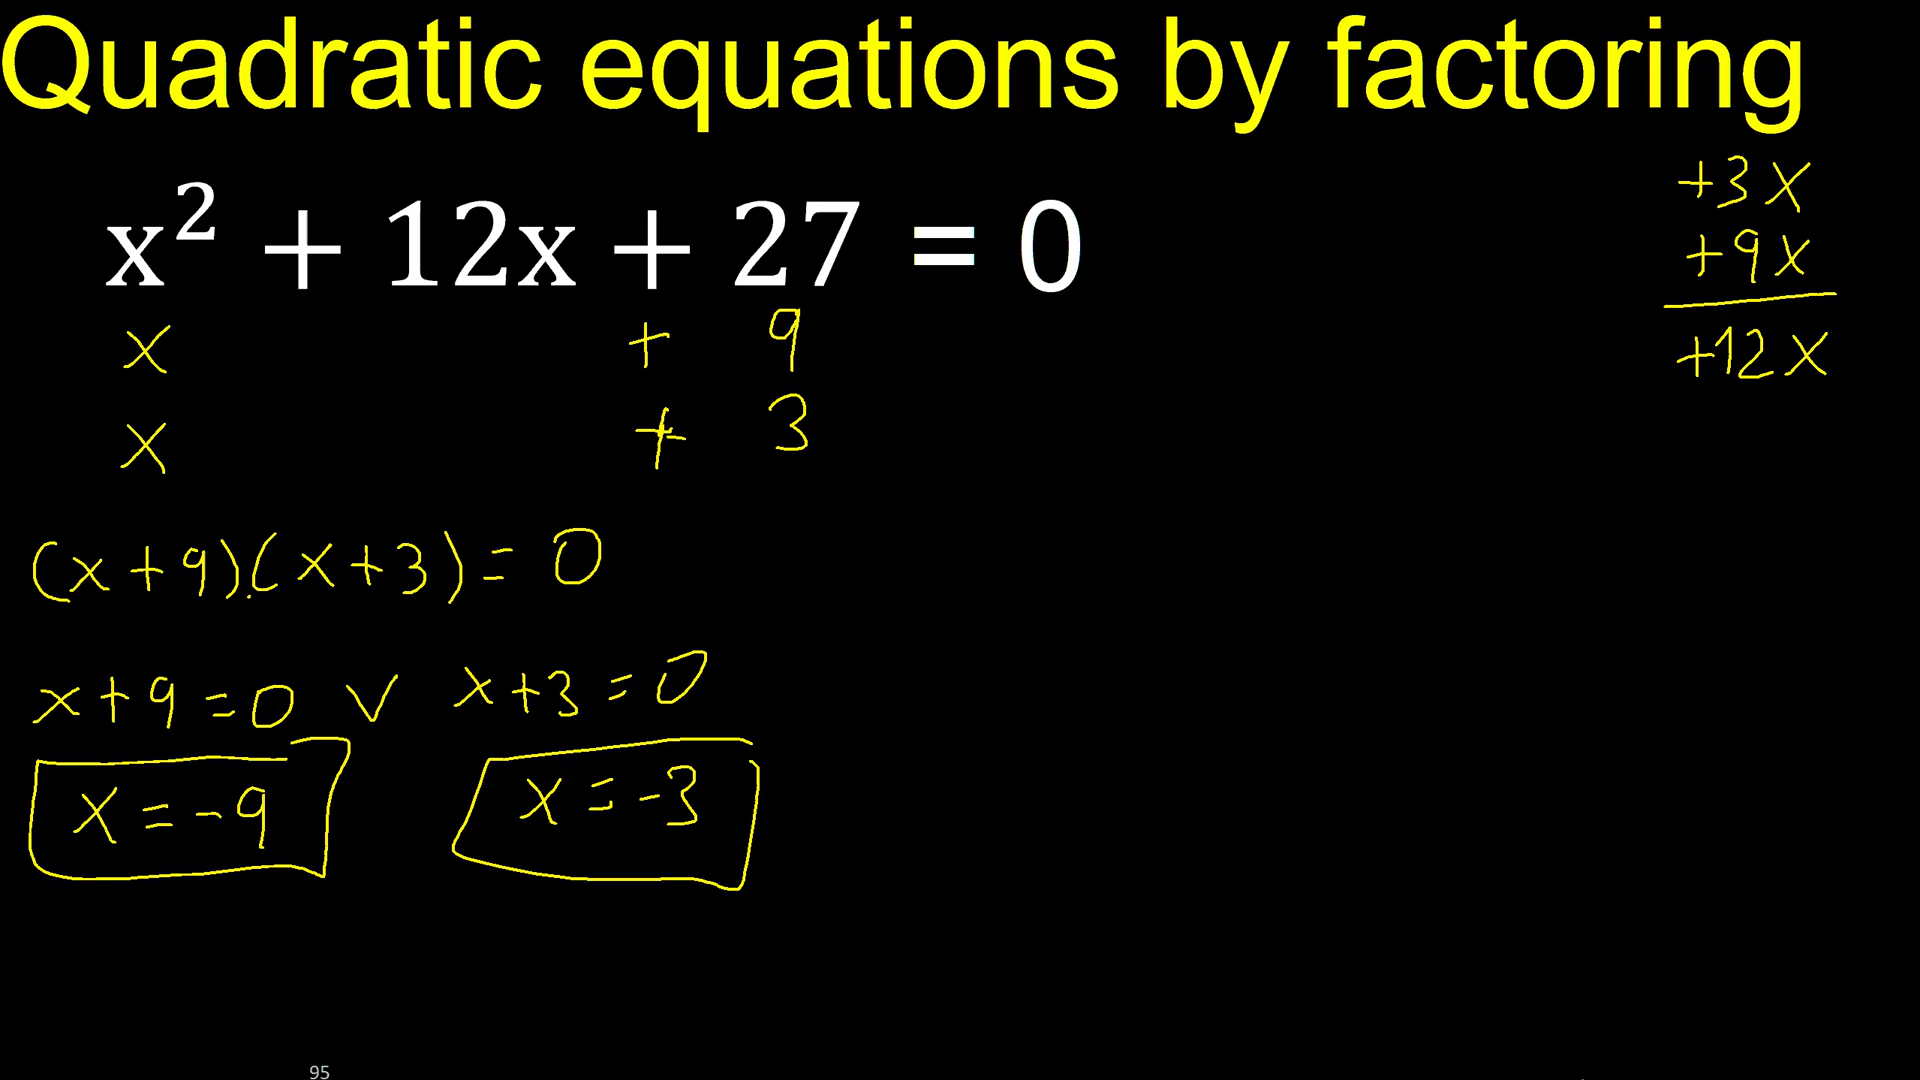 Quadratic equations by factoring
x² + 12x + 27 = 0
x + 9
x + 3
+3x
+9x
+12x
(x+9).(x+3)=0
x+9=0 ∨ x+3=0
x=-9 x=-3
95